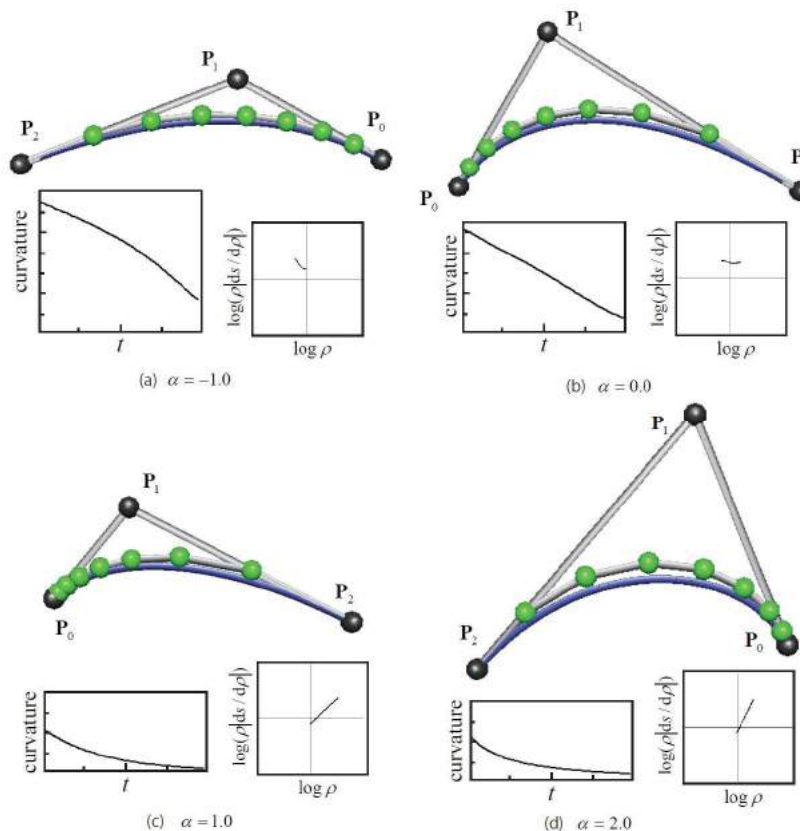 P₁
P₂
P₀
curvature
t
log(ρ|ds/dρ|)
log ρ
(a) α = −1.0
P₁
P₀
P
curvature
t
log(ρ|ds/dρ|)
log ρ
(b) α = 0.0
P₁
P₀
P₂
curvature
t
log(ρ|ds/dρ|)
log ρ
(c) α = 1.0
P₁
P₂
P₀
curvature
t
log(ρ|ds/dρ|)
log ρ
(d) α = 2.0